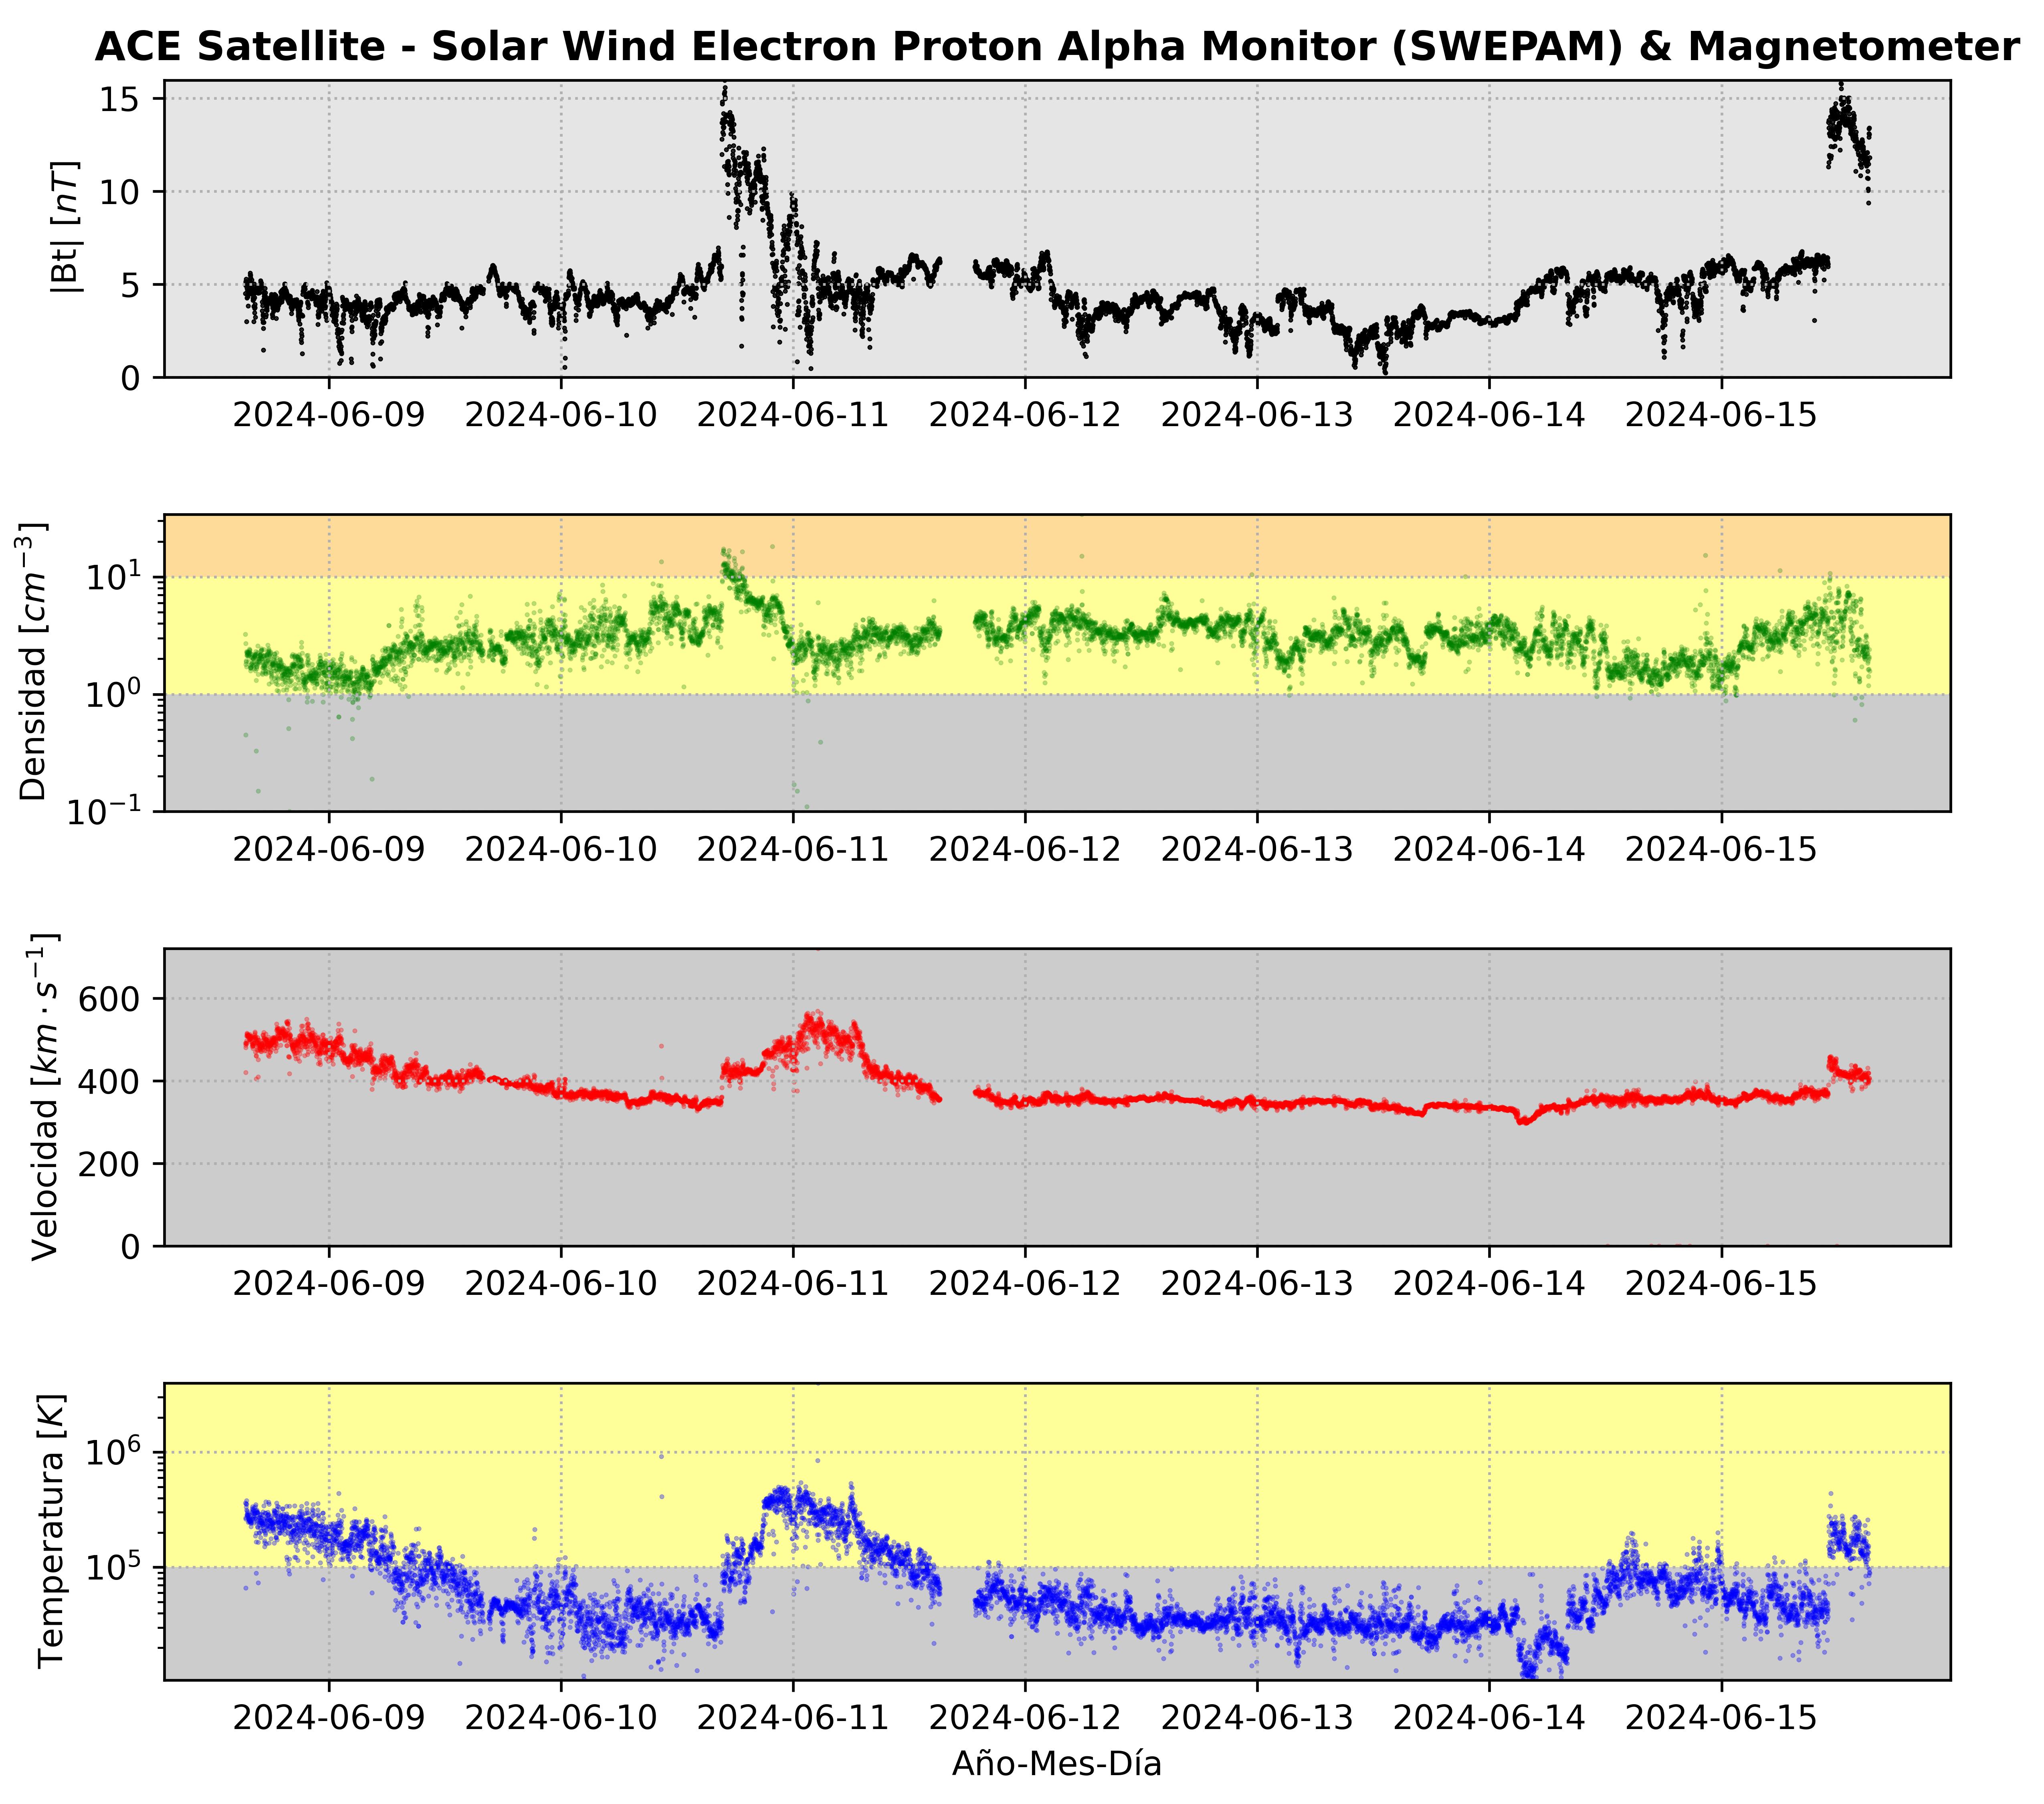 ACE Satellite - Solar Wind Electron Proton Alpha Monitor (SWEPAM) & Magnetometer
|Bt| [nT]
15
10
5
0
2024-06-09 2024-06-10 2024-06-11 2024-06-12 2024-06-13 2024-06-14 2024-06-15
Densidad [cm⁻³]
10¹
10⁰
10⁻¹
2024-06-09 2024-06-10 2024-06-11 2024-06-12 2024-06-13 2024-06-14 2024-06-15
Velocidad [km · s⁻¹]
600
400
200
0
2024-06-09 2024-06-10 2024-06-11 2024-06-12 2024-06-13 2024-06-14 2024-06-15
Temperatura [K]
10⁶
10⁵
2024-06-09 2024-06-10 2024-06-11 2024-06-12 2024-06-13 2024-06-14 2024-06-15
Año-Mes-Día